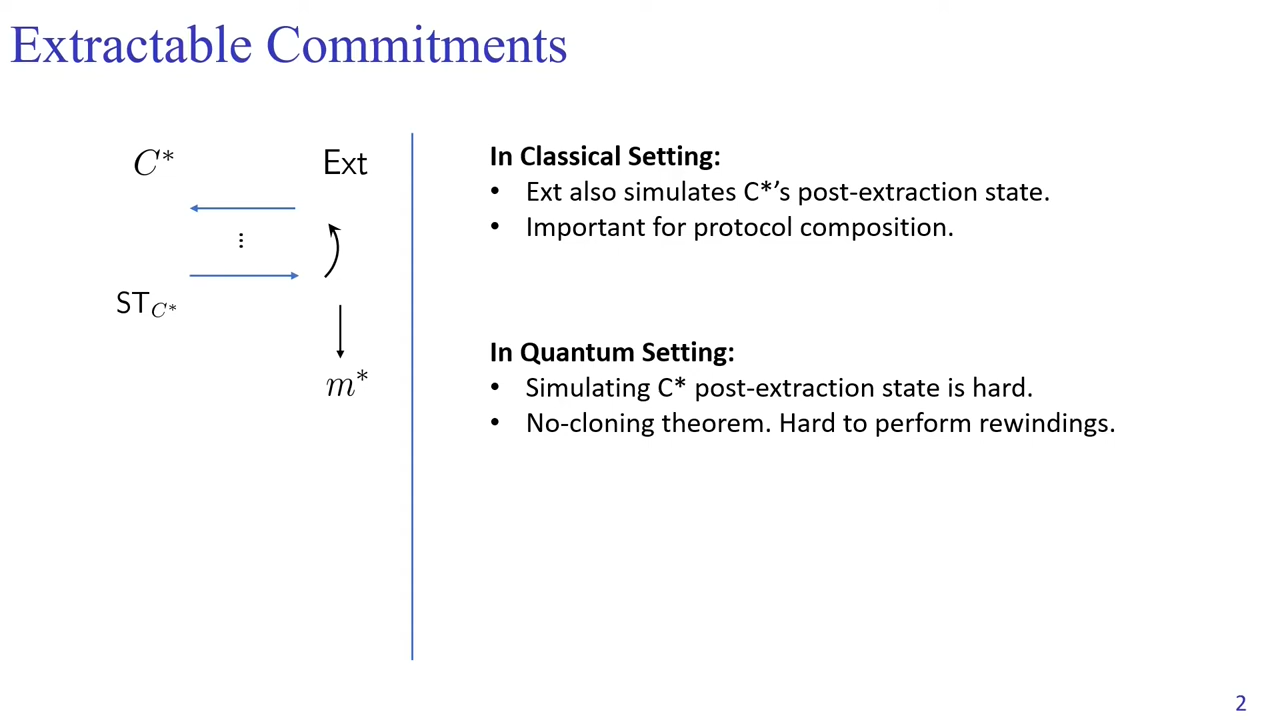 Extractable Commitments
C* Ext
⋮
ST_{C*}
m*
In Classical Setting:
• Ext also simulates C*’s post-extraction state.
• Important for protocol composition.
In Quantum Setting:
• Simulating C* post-extraction state is hard.
• No-cloning theorem. Hard to perform rewindings.
2